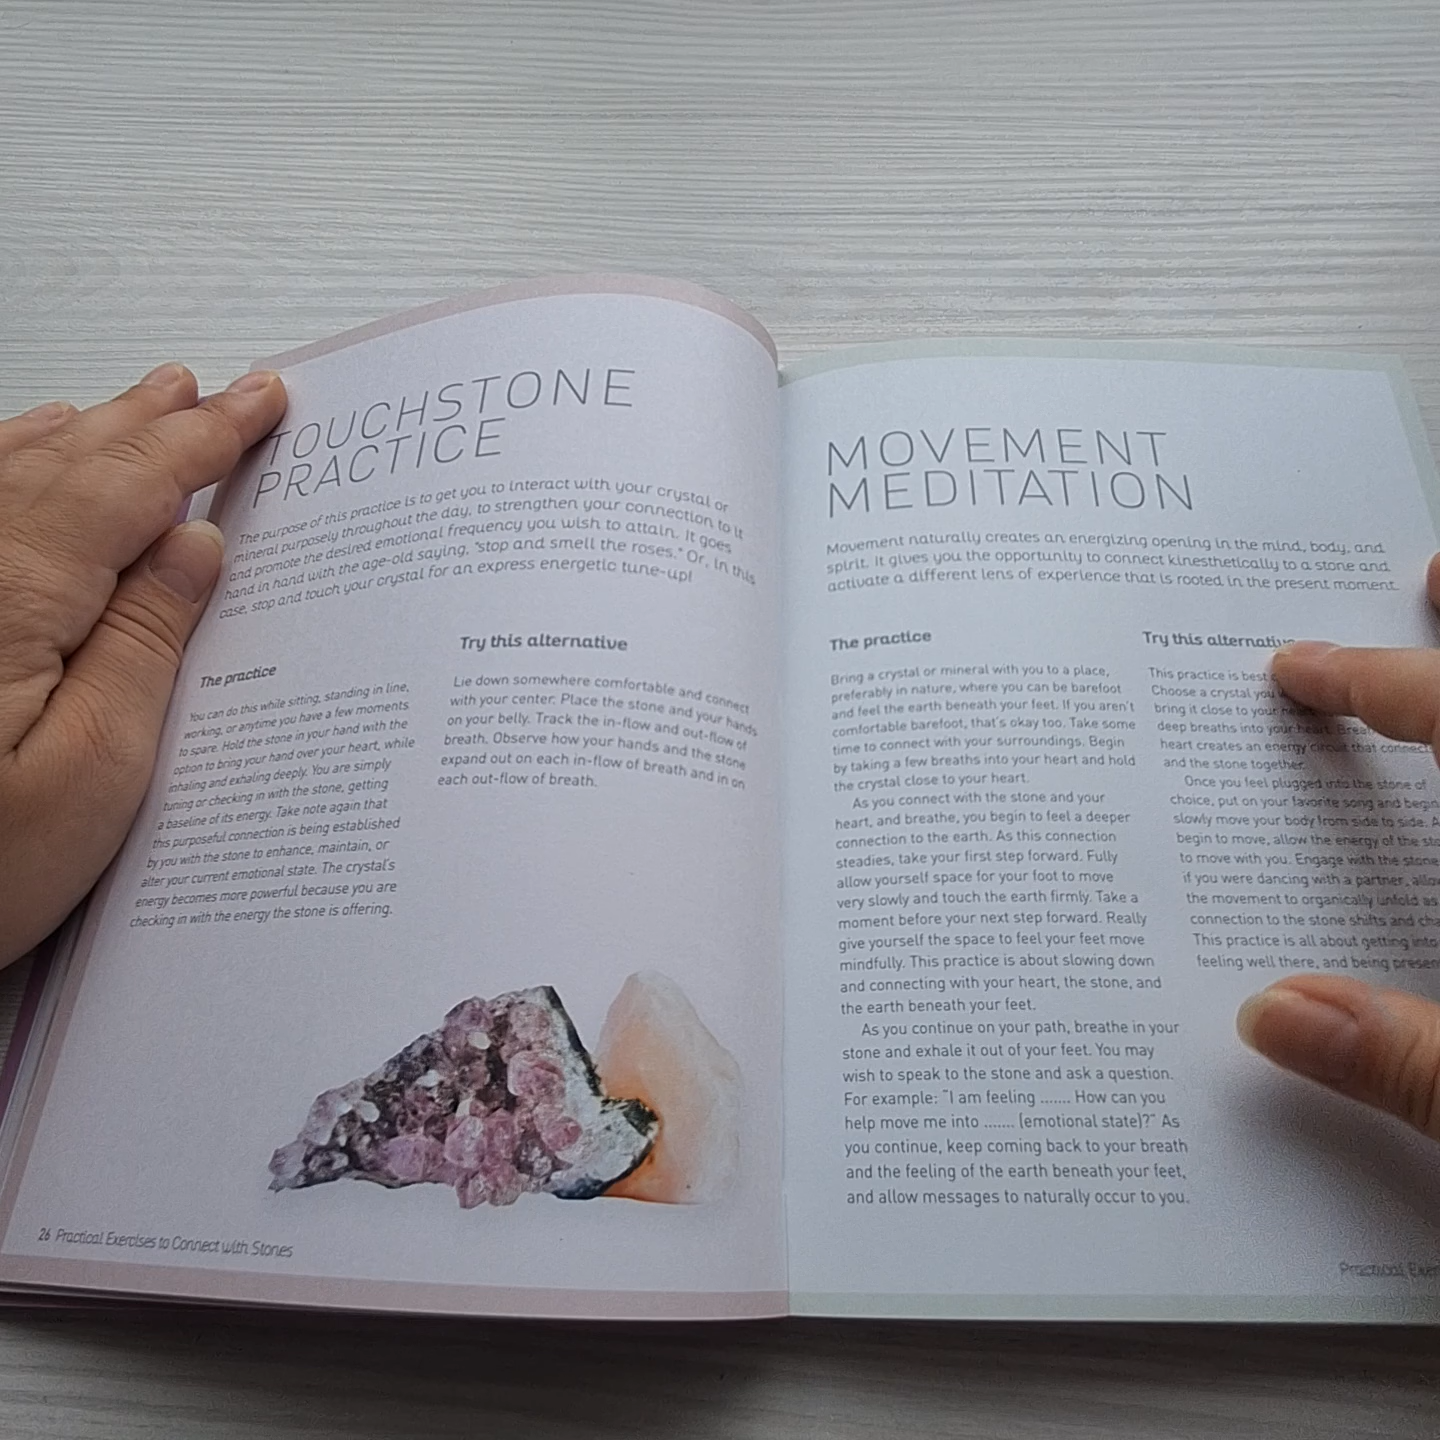 TOUCHSTONE
PRACTICE
The purpose of this practice is to get you to interact with your crystal or
mineral purposely throughout the day, to strengthen your connection to it
and promote the desired emotional frequency you wish to attain. It goes
hand in hand with the age-old saying, "stop and smell the roses." Or, in this
case, stop and touch your crystal for an express energetic tune-up!
The practice
You can do this while sitting, standing in line,
working, or anytime you have a few moments
to spare. Hold the stone in your hand with the
option to bring your hand over your heart, while
inhaling and exhaling deeply. You are simply
tuning or checking in with the stone, getting
a baseline of its energy. Take note again that
this purposeful connection is being established
by you with the stone to enhance, maintain, or
alter your current emotional state. The crystal's
energy becomes more powerful because you are
checking in with the energy the stone is offering.
Try this alternative
Lie down somewhere comfortable and connect
with your center. Place the stone and your hands
on your belly. Track the in-flow and out-flow of
breath. Observe how your hands and the stone
expand out on each in-flow of breath and in on
each out-flow of breath.
26 Practical Exercises to Connect with Stones
MOVEMENT
MEDITATION
Movement naturally creates an energizing opening in the mind, body, and
spirit. It gives you the opportunity to connect kinesthetically to a stone and
activate a different lens of experience that is rooted in the present moment.
The practice
Bring a crystal or mineral with you to a place,
preferably in nature, where you can be barefoot
and feel the earth beneath your feet. If you aren't
comfortable barefoot, that's okay too. Take some
time to connect with your surroundings. Begin
by taking a few breaths into your heart and hold
the crystal close to your heart.
As you connect with the stone and your
heart, and breathe, you begin to feel a deeper
connection to the earth. As this connection
steadies, take your first step forward. Fully
allow yourself space for your foot to move
very slowly and touch the earth firmly. Take a
moment before your next step forward. Really
give yourself the space to feel your feet move
mindfully. This practice is about slowing down
and connecting with your heart, the stone, and
the earth beneath your feet.
As you continue on your path, breathe in your
stone and exhale it out of your feet. You may
wish to speak to the stone and ask a question.
For example: "I am feeling ....... How can you
help move me into ....... (emotional state)?" As
you continue, keep coming back to your breath
and the feeling of the earth beneath your feet,
and allow messages to naturally occur to you.
Try this alternative
This practice is best
Choose a crystal you
bring it close to your
deep breaths into your heart.
heart creates an energy circuit that
and the stone together.
Once you feel plugged into the stone of
choice, put on your favorite song and begin
slowly move your body from side to side.
begin to move, allow the energy of the
to move with you. Engage with the stone
if you were dancing with a partner,
the movement to organically unfold as
connection to the stone shifts and
This practice is all about getting into
feeling well there, and being
Practical